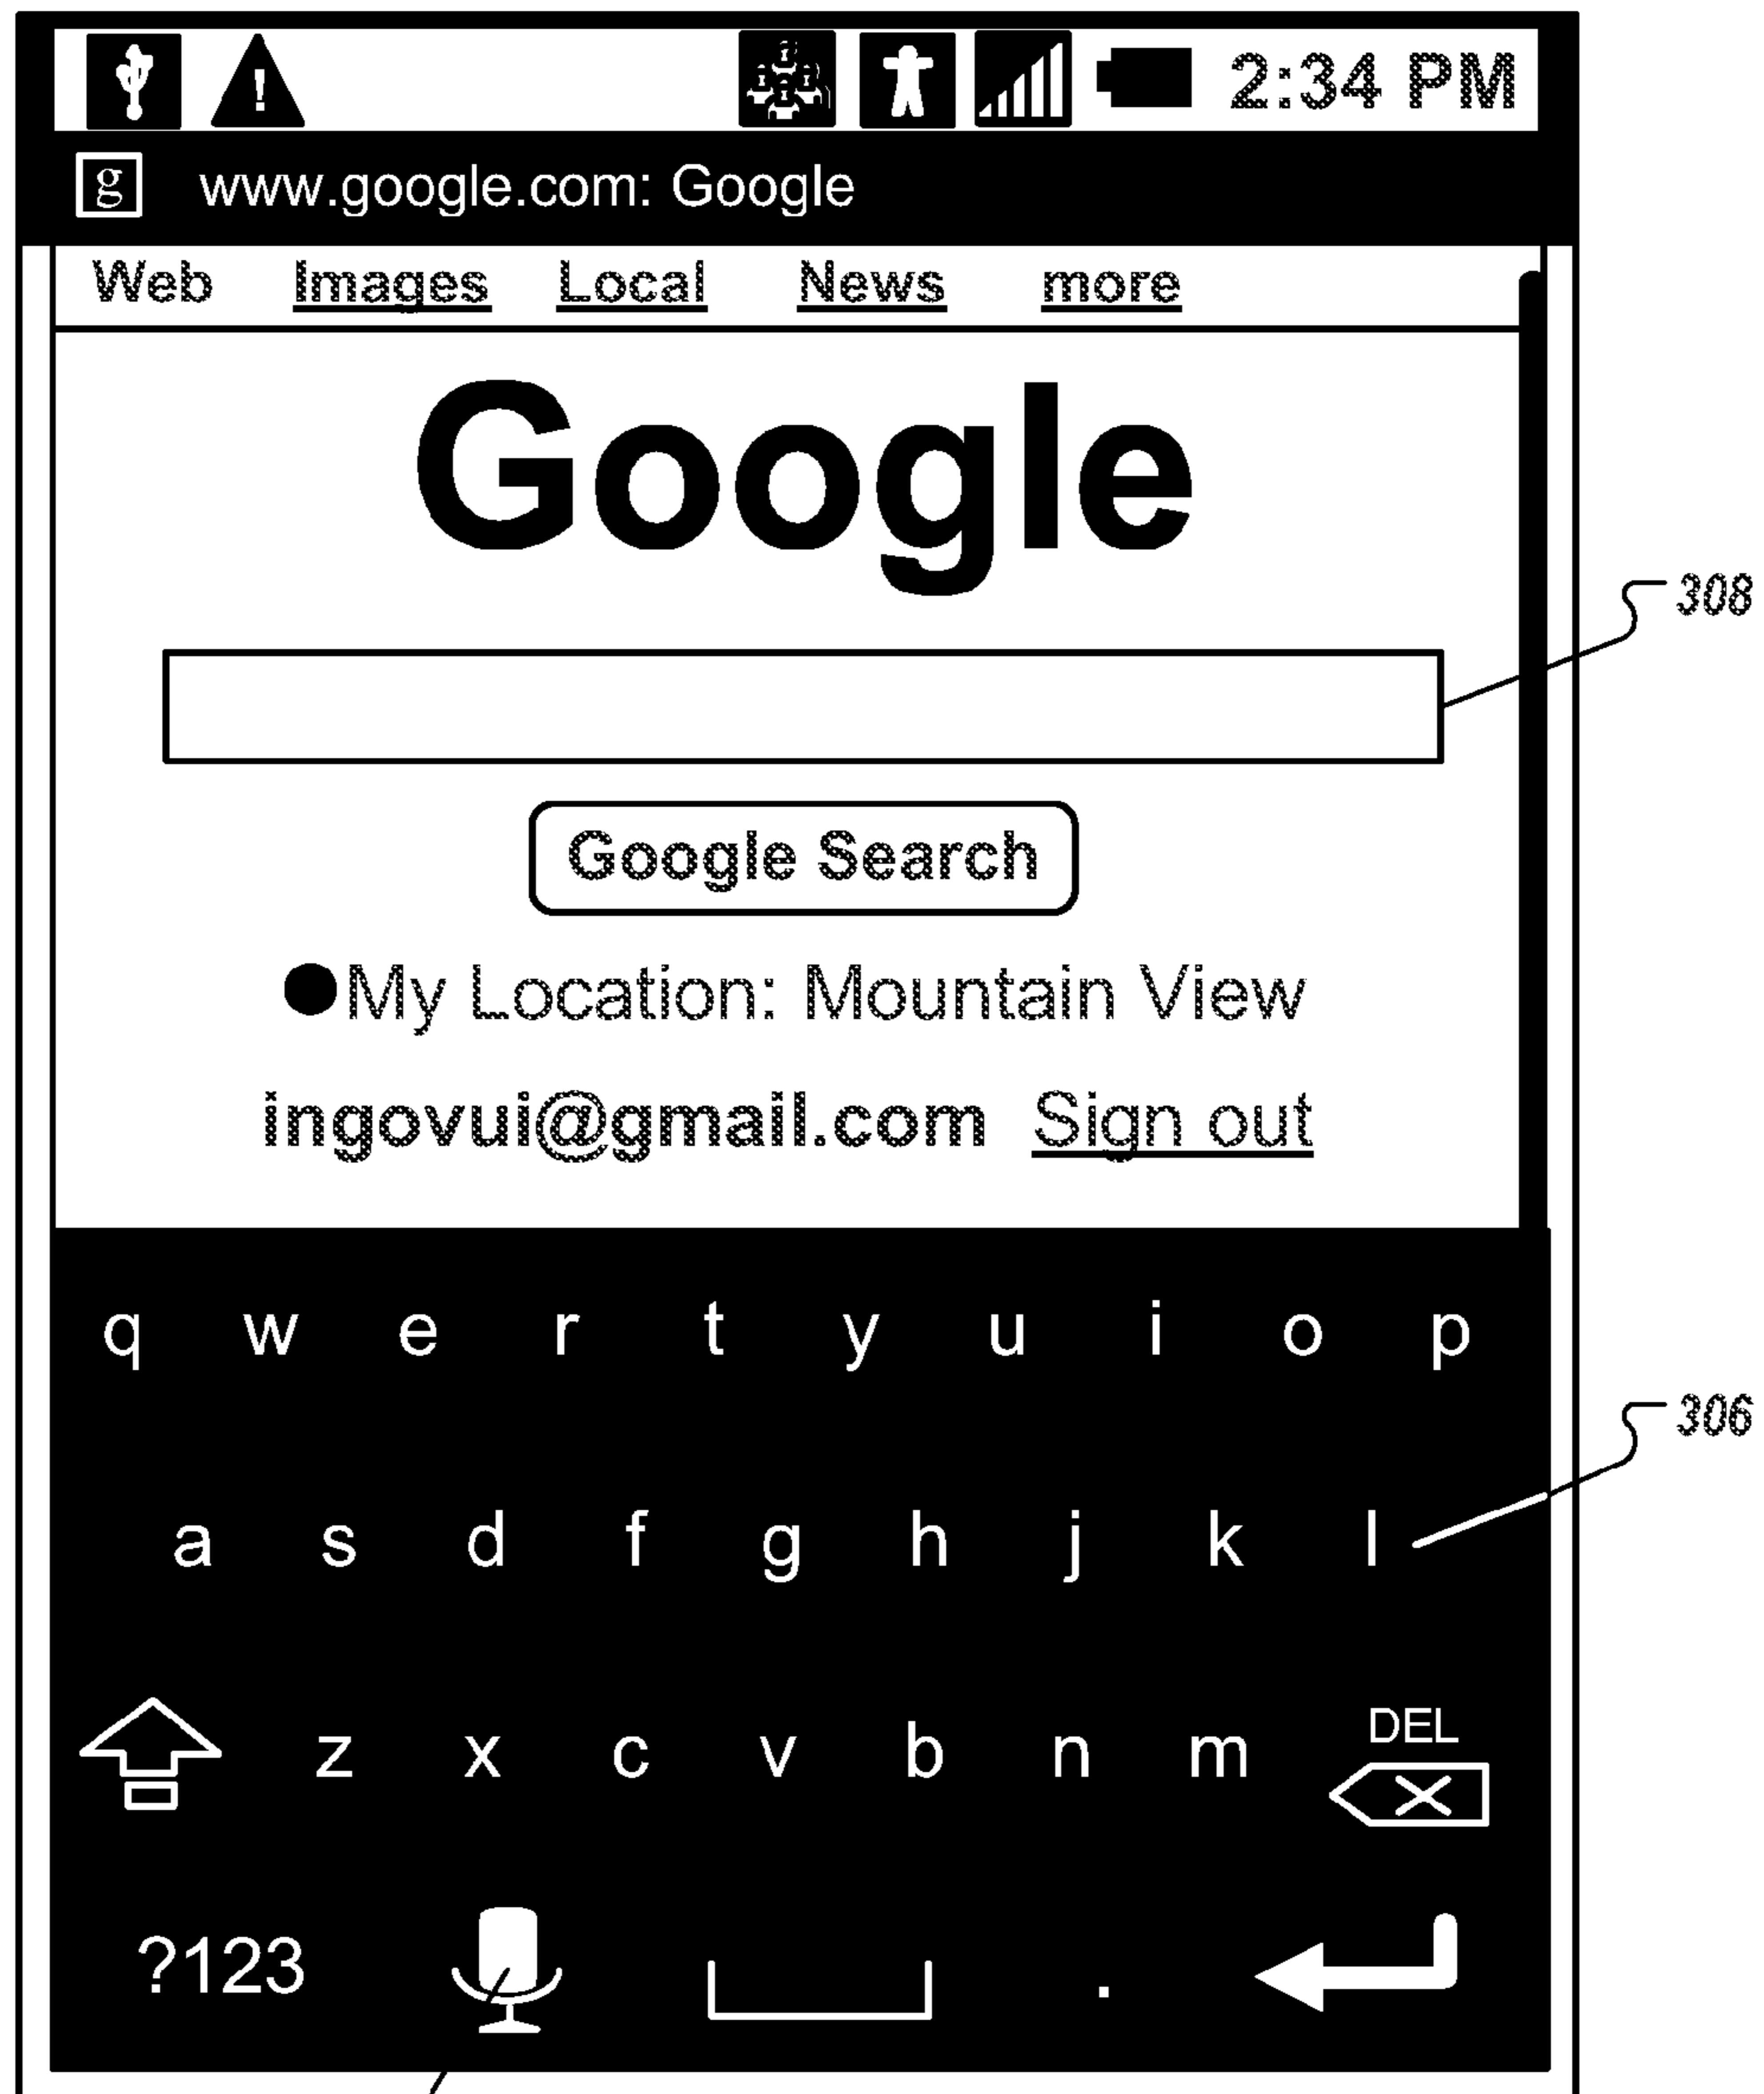 2:34 PM
g www.google.com: Google
Web Images Local News more
Google
308
Google Search
My Location: Mountain View
ingovui@gmail.com Sign out
q w e r t y u i o p
306
a s d f g h j k l
DEL
z x c v b n m
?123 .